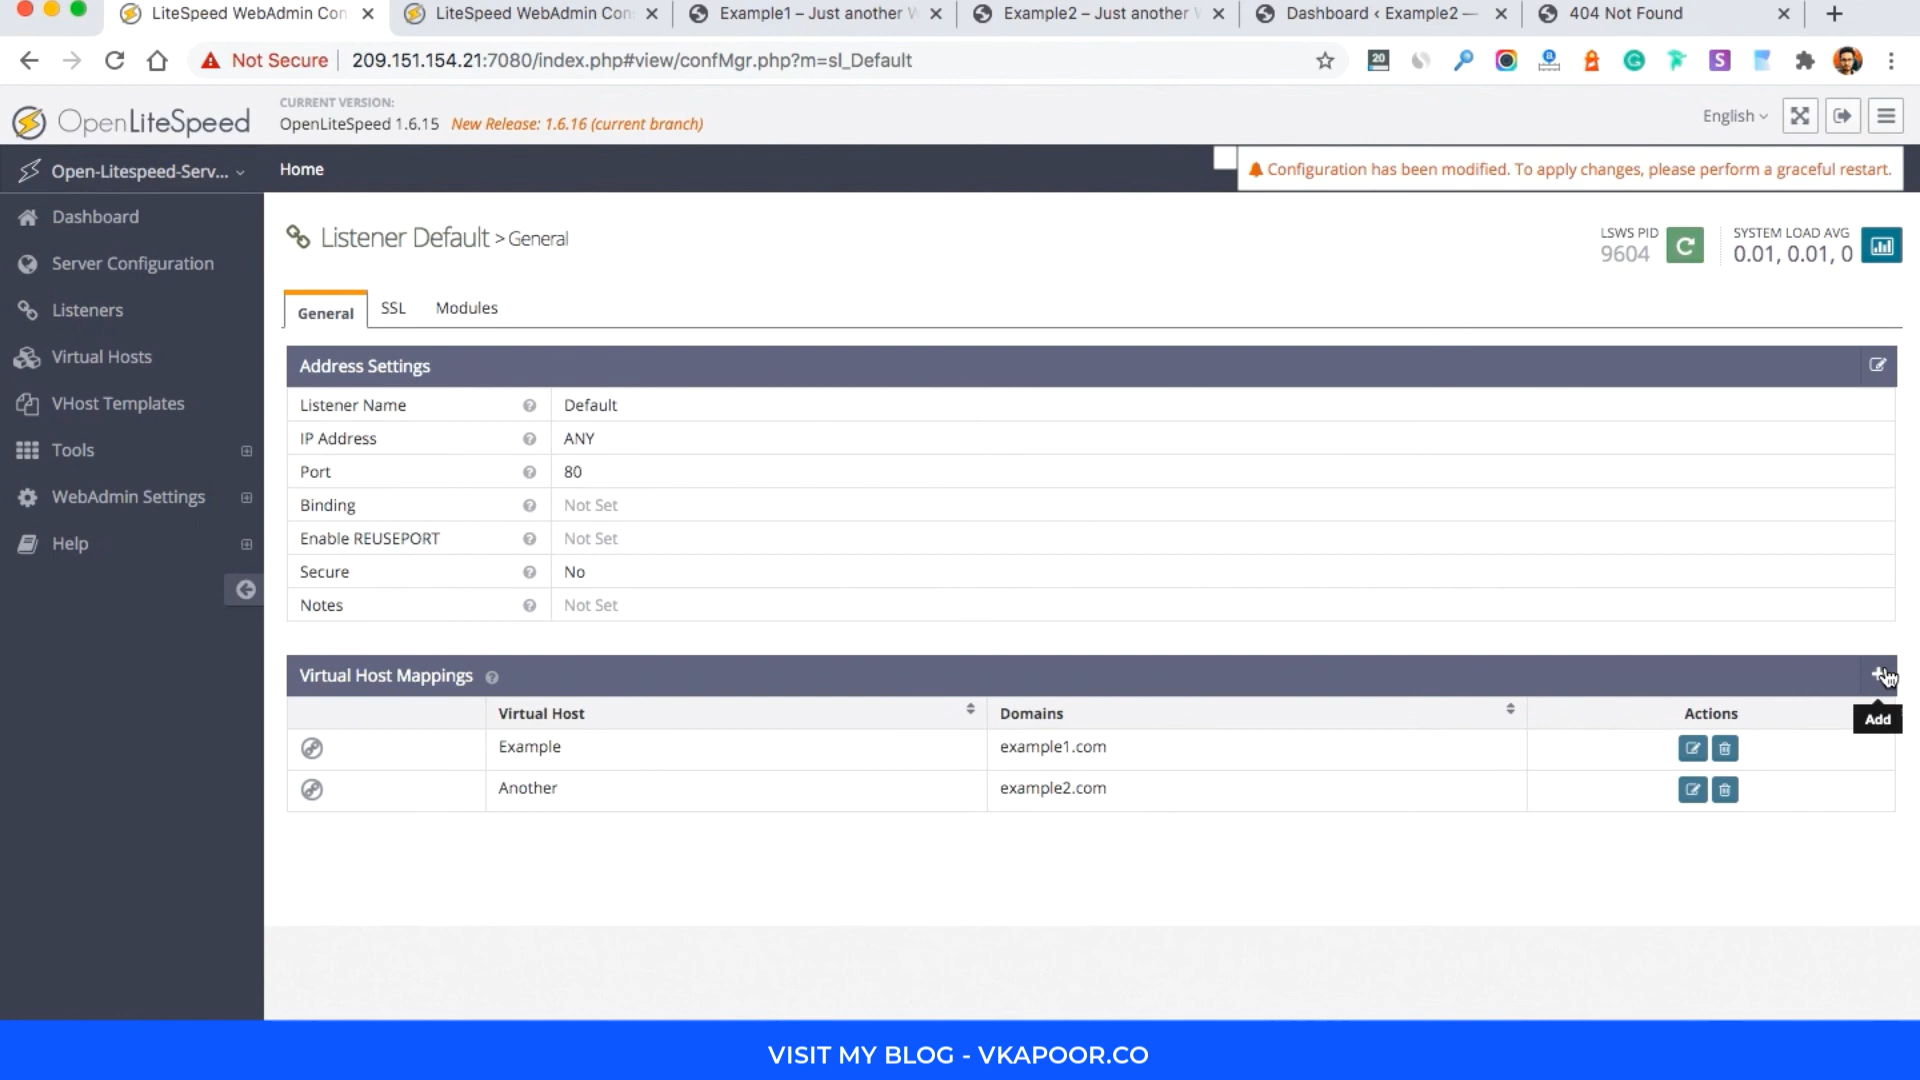 LiteSpeed WebAdmin Con
LiteSpeed WebAdmin Con
Example1 – Just another W
Example2 – Just another W
Dashboard ‹ Example2 —
404 Not Found
Not Secure
209.151.154.21:7080/index.php#view/confMgr.php?m=sl_Default
20
S
OpenLiteSpeed
CURRENT VERSION:
OpenLiteSpeed 1.6.15 New Release: 1.6.16 (current branch)
English
Open-Litespeed-Serv...
Home
Configuration has been modified. To apply changes, please perform a graceful restart.
Dashboard
Server Configuration
Listeners
Virtual Hosts
VHost Templates
Tools
WebAdmin Settings
Help
Listener Default > General
LSWS PID
9604
SYSTEM LOAD AVG
0.01, 0.01, 0
General
SSL
Modules
Address Settings
Listener Name Default
IP Address ANY
Port 80
Binding Not Set
Enable REUSEPORT Not Set
Secure No
Notes Not Set
Virtual Host Mappings
Virtual Host Domains Actions
Add
Example example1.com
Another example2.com
VISIT MY BLOG - VKAPOOR.CO